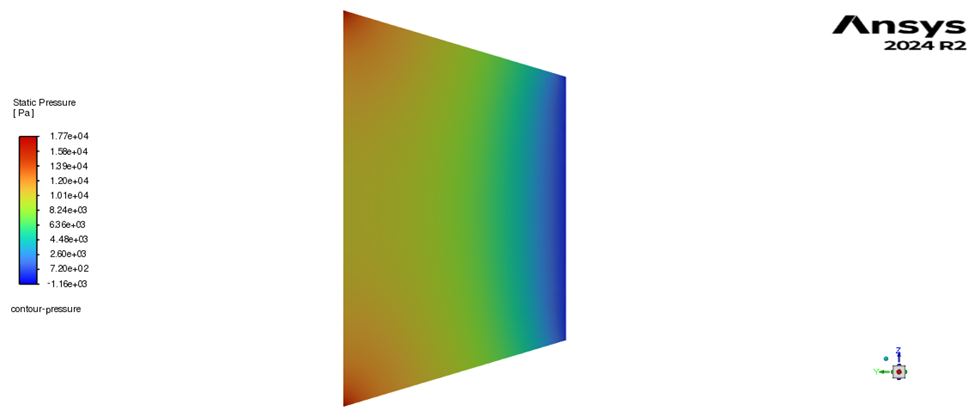 Ansys
2024 R2
Static Pressure
[ Pa ]
1.77e+04
1.58e+04
1.39e+04
1.20e+04
1.01e+04
8.24e+03
6.36e+03
4.48e+03
2.60e+03
7.20e+02
-1.16e+03
contour-pressure
Z
Y